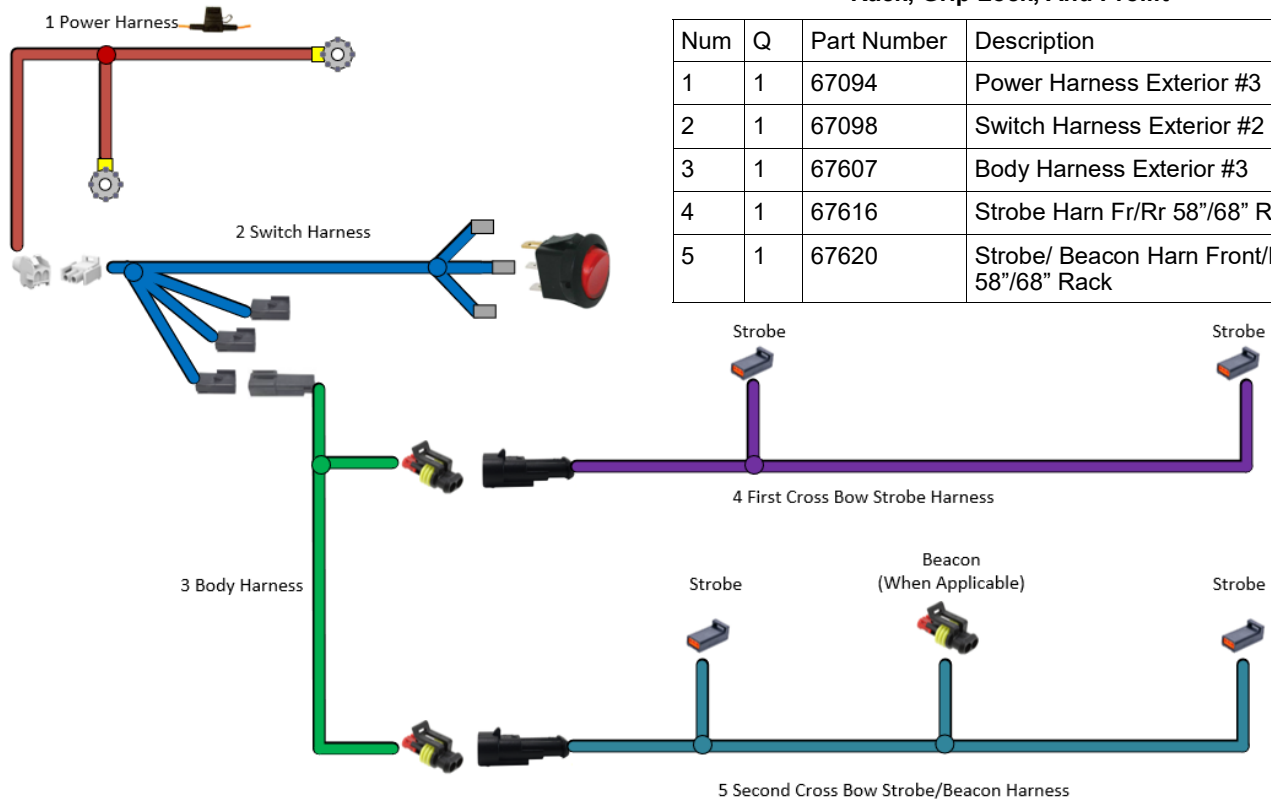 1 Power Harness
Num Q Part Number Description
1 1 67094 Power Harness Exterior #3
2 1 67098 Switch Harness Exterior #2
3 1 67607 Body Harness Exterior #3
4 1 67616 Strobe Harn Fr/Rr 58”/68” R
5 1 67620 Strobe/ Beacon Harn Front/
58”/68” Rack
2 Switch Harness
Strobe
Strobe
4 First Cross Bow Strobe Harness
3 Body Harness
Strobe
Beacon
(When Applicable)
Strobe
5 Second Cross Bow Strobe/Beacon Harness